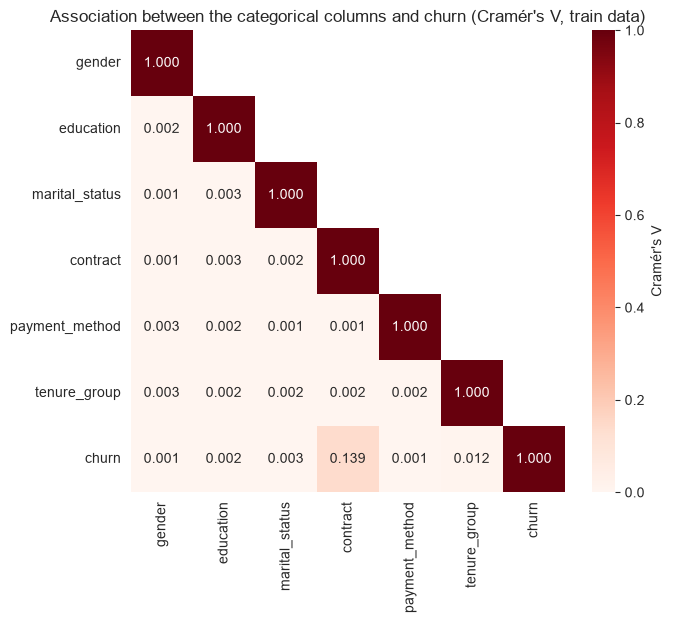 Association between the categorical columns and churn (Cramér's V, train data)
gender 1.000
education 0.002 1.000
marital_status 0.001 0.003 1.000
contract 0.001 0.003 0.002 1.000
payment_method 0.003 0.002 0.001 0.001 1.000
tenure_group 0.003 0.002 0.002 0.002 0.002 1.000
churn 0.001 0.002 0.003 0.139 0.001 0.012 1.000
gender
education
marital_status
contract
payment_method
tenure_group
churn
1.0
0.8
0.6
0.4
0.2
0.0
Cramér's V